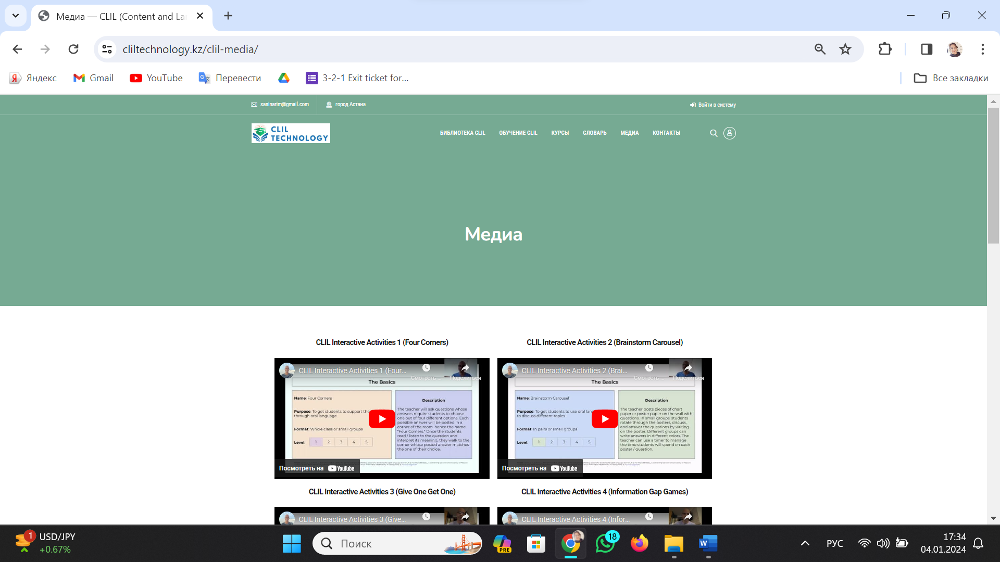 Медиа — CLIL (Content and La
cliltechnology.kz/clil-media/
Яндекс
Gmail
YouTube
Перевести
3-2-1 Exit ticket for...
Все закладки
saninarim@gmail.com
город Астана
Войти в систему
CLIL
TECHNOLOGY
БИБЛИОТЕКА CLIL
ОБУЧЕНИЕ CLIL
КУРСЫ
СЛОВАРЬ
МЕДИА
КОНТАКТЫ
Медиа
CLIL Interactive Activities 1 (Four Corners)
CLIL Interactive Activities 1 (Four...
Смотреть
Поделиться
The Basics
Name: Four Corners
Purpose: To get students to support
through oral language
Format: Whole class or small groups
Level: 1 2 3 4 5
Description
The teacher will ask questions whose
answers require students to choose
one out of four different options. Each
possible answer will be posted in a
corner of the room, hence the name
"Four Corners." Once the students
read / listen to the question and
interpret its meaning, they walk to the
corner whose posted answer matches
the one of their choice.
Посмотреть на YouTube
CLIL Interactive Activities 2 (Brainstorm Carousel)
CLIL Interactive Activities 2 (Brai...
Смотреть
Поделиться
The Basics
Name: Brainstorm Carousel
Purpose: To get students to use oral
to discuss different topics
Format: In pairs or small groups
Level: 1 2 3 4 5
Description
The teacher posts pieces of chart
paper or poster paper on the wall with
questions. In small groups, students
rotate through the posters, discuss,
and answer the questions by writing
on the poster. Different groups can
write answers in different colors. The
teacher can use a timer to manage
the time students will spend on each
poster / question.
Посмотреть на YouTube
CLIL Interactive Activities 3 (Give One Get One)
CLIL Interactive Activities 3 (Give...
CLIL Interactive Activities 4 (Information Gap Games)
CLIL Interactive Activities 4 (Infor...
1
USD/JPY
+0.67%
Поиск
PRE
18
W
РУС
17:34
04.01.2024